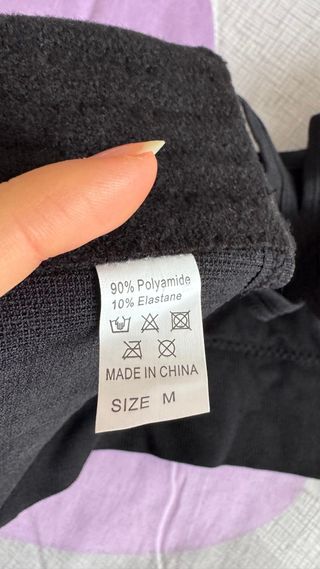 90% Polyamide
10% Elastane
MADE IN CHINA
SIZE M